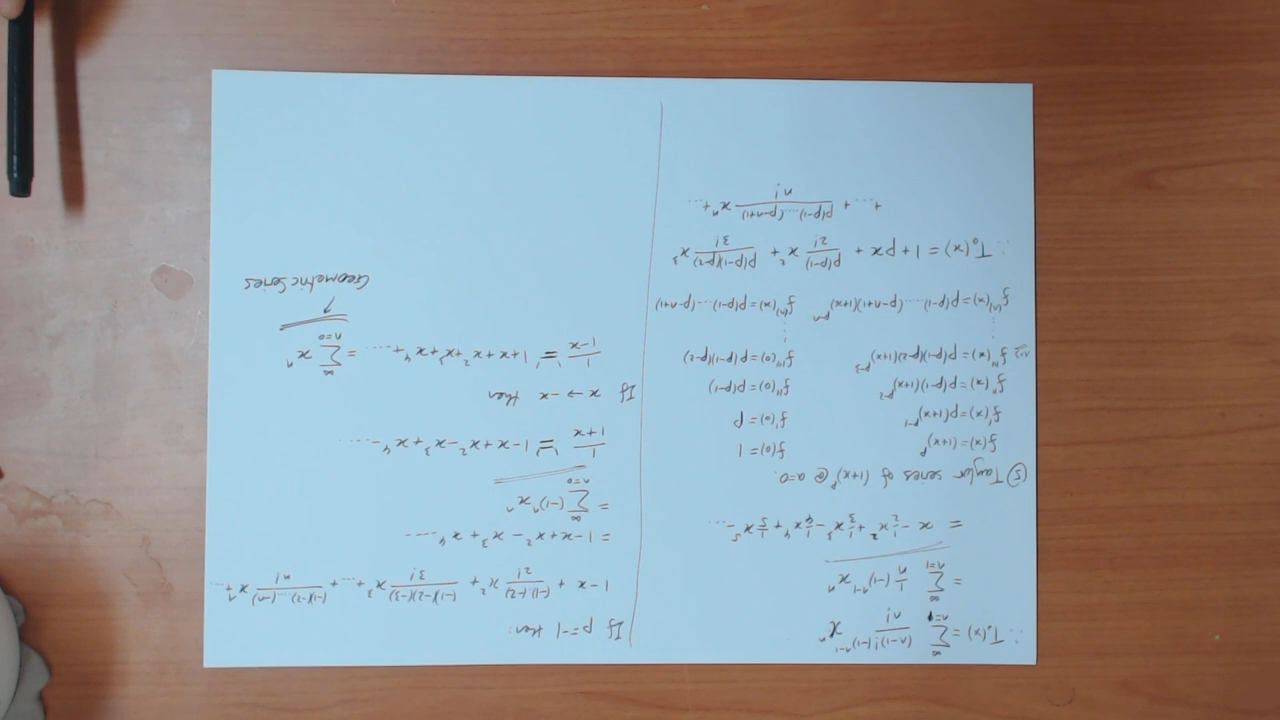 ∴ T₀(x) = ∑_{n=1}^{∞} (n-1)!(-1)^{n-1}/n! x^n
= ∑_{n=1}^{∞} 1/n (-1)^{n-1} x^n
= x - 1/2 x² + 1/3 x³ - 1/4 x⁴ + 1/5 x⁵ - ....
⑤ Taylor series of (1+x)^p @ a=0.
f(x) = (1+x)^p f(0) = 1
f'(x) = p(1+x)^{p-1} f'(0) = p
f''(x) = p(p-1)(1+x)^{p-2} f''(0) = p(p-1)
f'''(x) = p(p-1)(p-2)(1+x)^{p-3} f'''(0) = p(p-1)(p-2)
⋮ ⋮
f^{(n)}(x) = p(p-1).....(p-n+1)(1+x)^{p-n} f^{(n)}(x) = p(p-1)...(p-n+1)
∴ T₀(x) = 1 + px + p(p-1)/2! x² + p(p-1)(p-2)/3! x³
+ .... + p(p-1)....(p-n+1)/n! x^n + ....
If p=-1 then:
1 - x + (-1)(-2)/2! x² + (-1)(-2)(-3)/3! x³ + .... + (-1)(-2)....(-n)/n! x^n + ....
= 1 - x + x² - x³ + x⁴ ....
= ∑_{n=0}^{∞} (-1)^n x^n
1/(1+x) '=' 1 - x + x² - x³ + x⁴ - ....
If x → -x then
1/(1-x) '=' 1 + x + x² + x³ + x⁴ + .... = ∑_{n=0}^{∞} x^n
Geometric Series